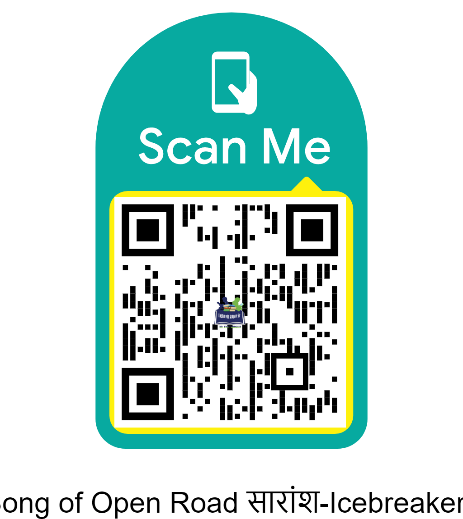 Scan Me
ong of Open Road सारांश-Icebreaker